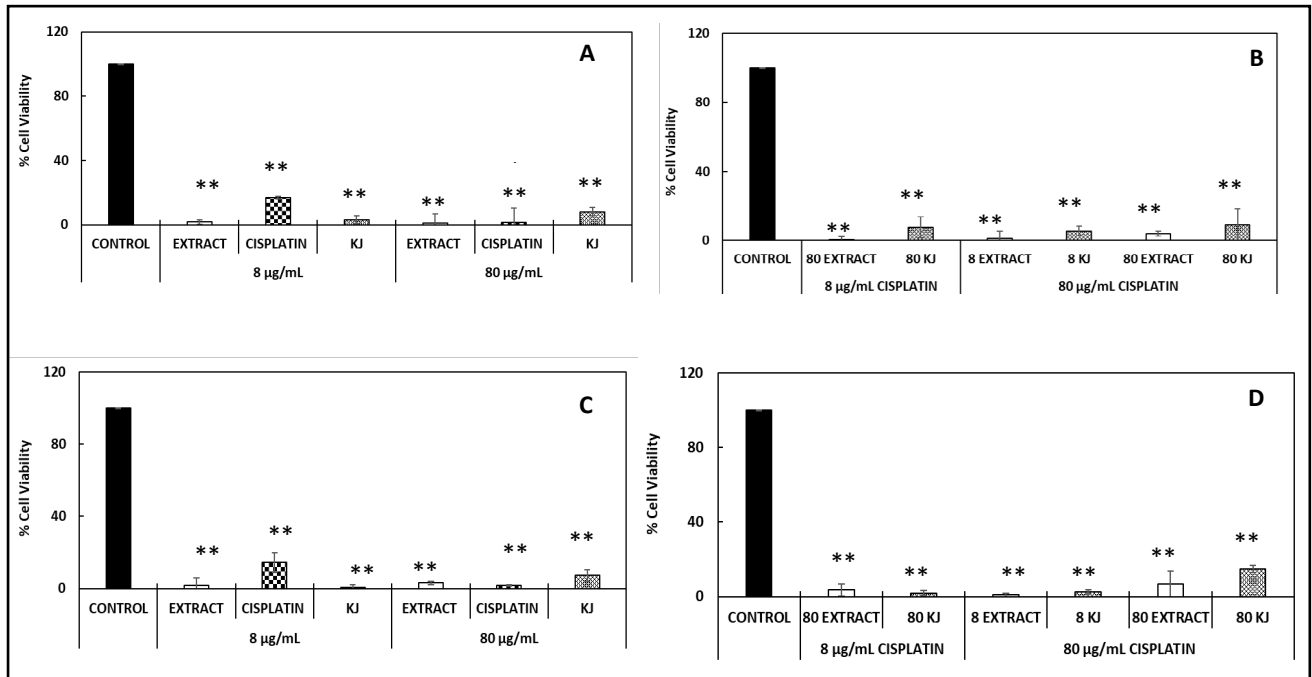 A
% Cell Viability
120
80
40
0
** ** ** ** ** **
CONTROL EXTRACT CISPLATIN KJ EXTRACT CISPLATIN KJ
8 µg/mL 80 µg/mL
B
% Cell Viability
120
80
40
0
** ** ** ** ** **
CONTROL 80 EXTRACT 80 KJ 8 EXTRACT 8 KJ 80 EXTRACT 80 KJ
8 µg/mL CISPLATIN 80 µg/mL CISPLATIN
C
% Cell Viability
120
80
40
0
** ** ** ** ** **
CONTROL EXTRACT CISPLATIN KJ EXTRACT CISPLATIN KJ
8 µg/mL 80 µg/mL
D
% Cell Viability
120
80
40
0
** ** ** ** ** **
CONTROL 80 EXTRACT 80 KJ 8 EXTRACT 8 KJ 80 EXTRACT 80 KJ
8 µg/mL CISPLATIN 80 µg/mL CISPLATIN